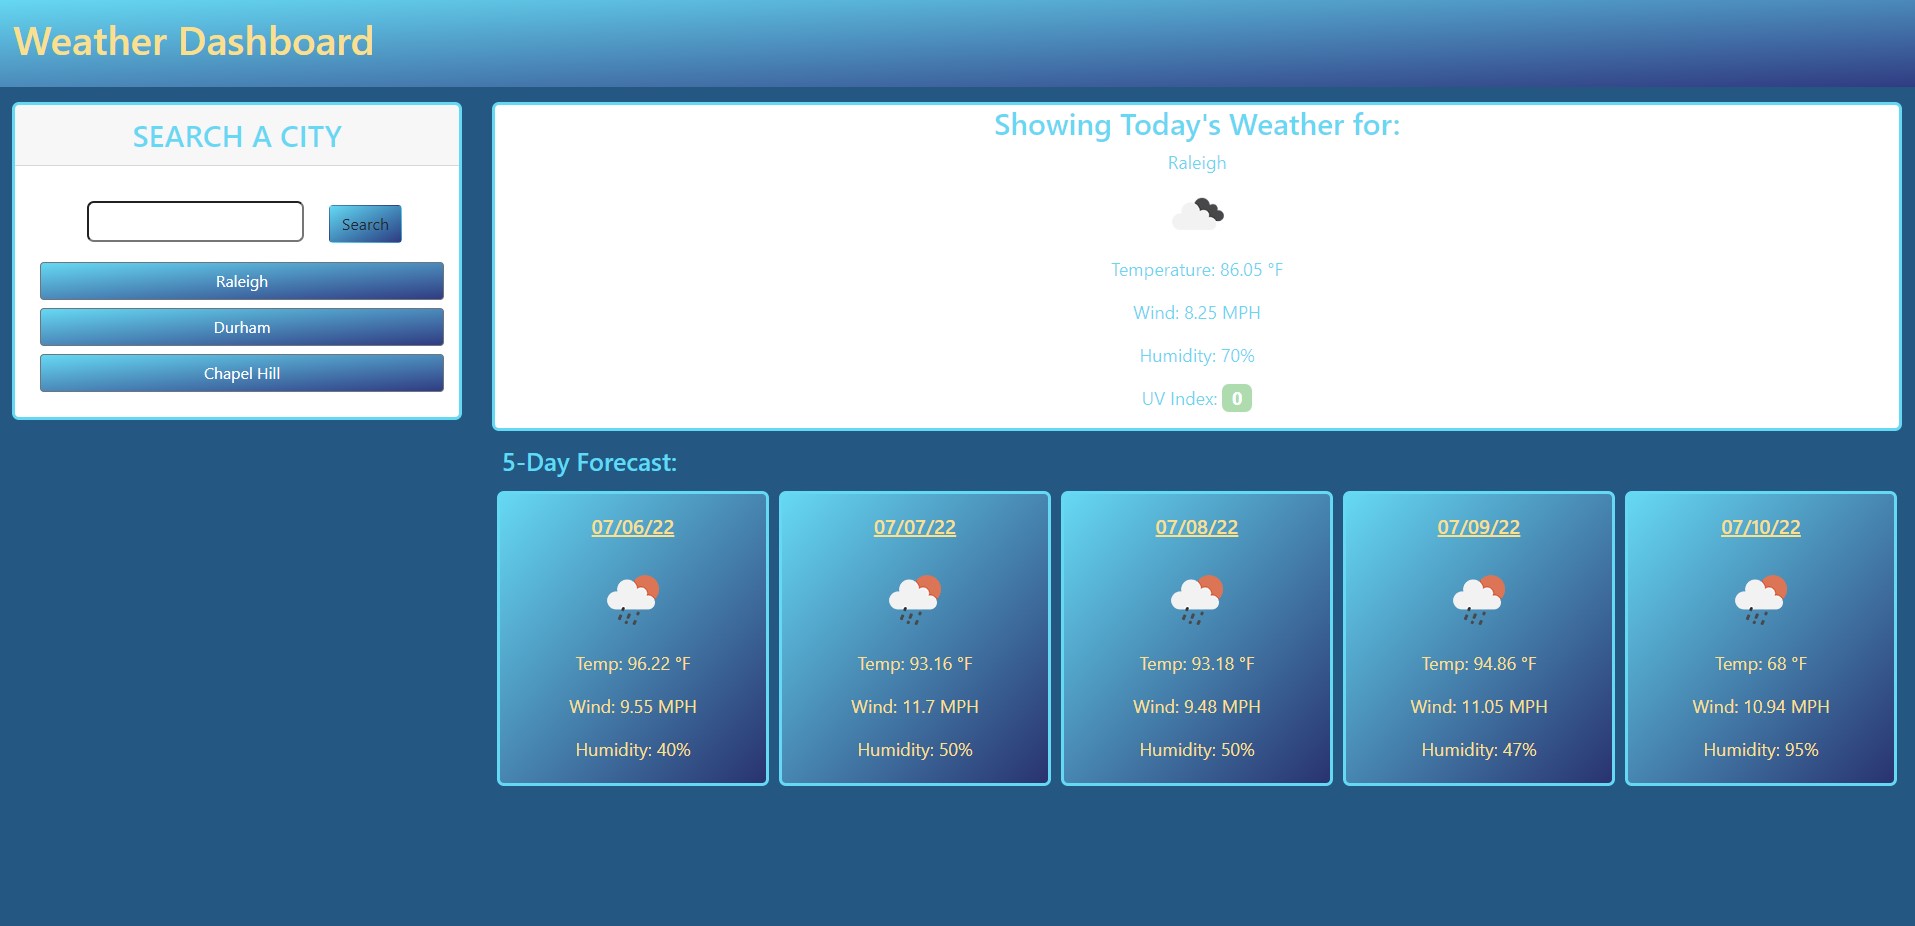 Weather Dashboard
SEARCH A CITY
Search
Raleigh
Durham
Chapel Hill
Showing Today's Weather for:
Raleigh
Temperature: 86.05 °F
Wind: 8.25 MPH
Humidity: 70%
UV Index: 0
5-Day Forecast:
07/06/22
Temp: 96.22 °F
Wind: 9.55 MPH
Humidity: 40%
07/07/22
Temp: 93.16 °F
Wind: 11.7 MPH
Humidity: 50%
07/08/22
Temp: 93.18 °F
Wind: 9.48 MPH
Humidity: 50%
07/09/22
Temp: 94.86 °F
Wind: 11.05 MPH
Humidity: 47%
07/10/22
Temp: 68 °F
Wind: 10.94 MPH
Humidity: 95%